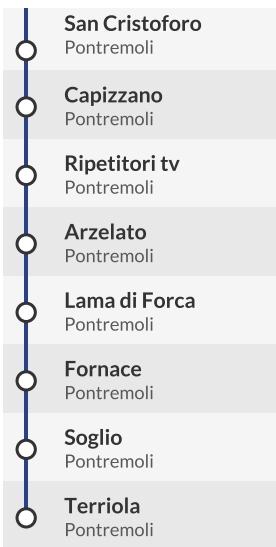 San Cristoforo
Pontremoli
Capizzano
Pontremoli
Ripetitori tv
Pontremoli
Arzelato
Pontremoli
Lama di Forca
Pontremoli
Fornace
Pontremoli
Soglio
Pontremoli
Terriola
Pontremoli